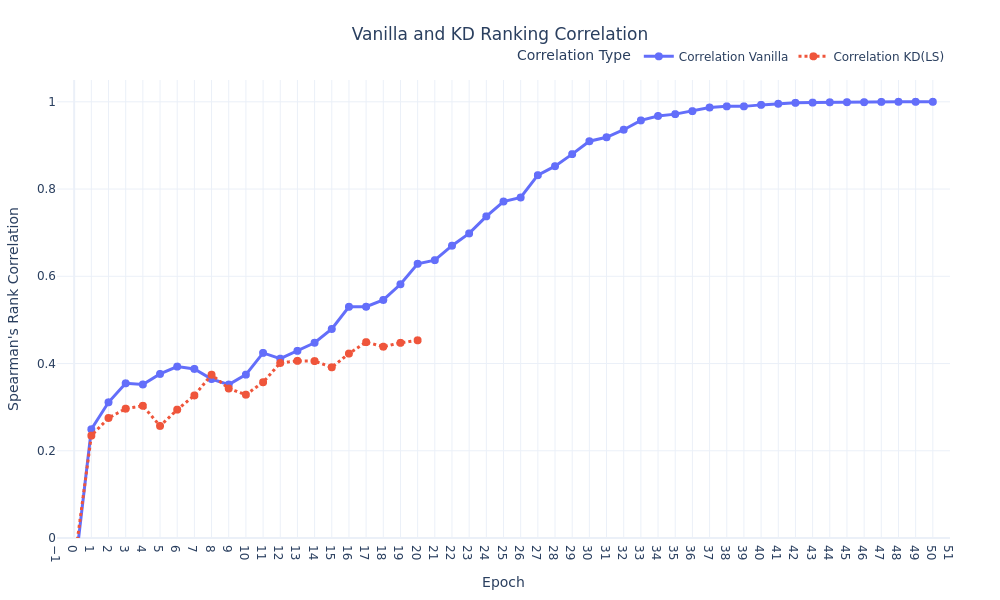 Vanilla and KD Ranking Correlation
Correlation Type Correlation Vanilla Correlation KD(LS)
Spearman's Rank Correlation
1
0.8
0.6
0.4
0.2
0
−1 0 1 2 3 4 5 6 7 8 9 10 11 12 13 14 15 16 17 18 19 20 21 22 23 24 25 26 27 28 29 30 31 32 33 34 35 36 37 38 39 40 41 42 43 44 45 46 47 48 49 50 51
Epoch